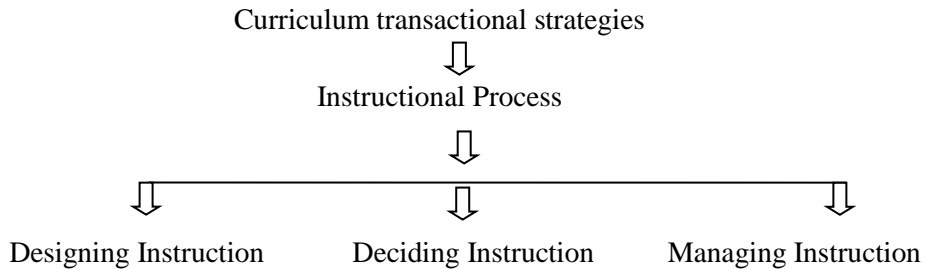 Curriculum transactional strategies
Instructional Process
Designing Instruction Deciding Instruction Managing Instruction